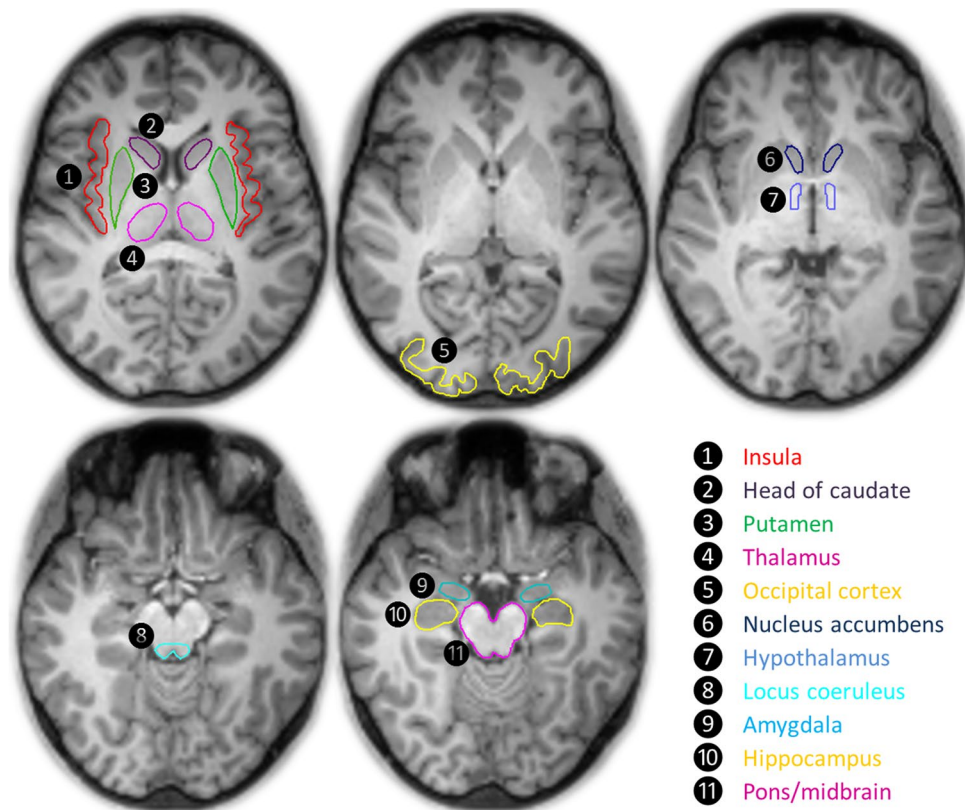 2
1
3
4
5
6
7
8
9
10
11
1 Insula
2 Head of caudate
3 Putamen
4 Thalamus
5 Occipital cortex
6 Nucleus accumbens
7 Hypothalamus
8 Locus coeruleus
9 Amygdala
10 Hippocampus
11 Pons/midbrain